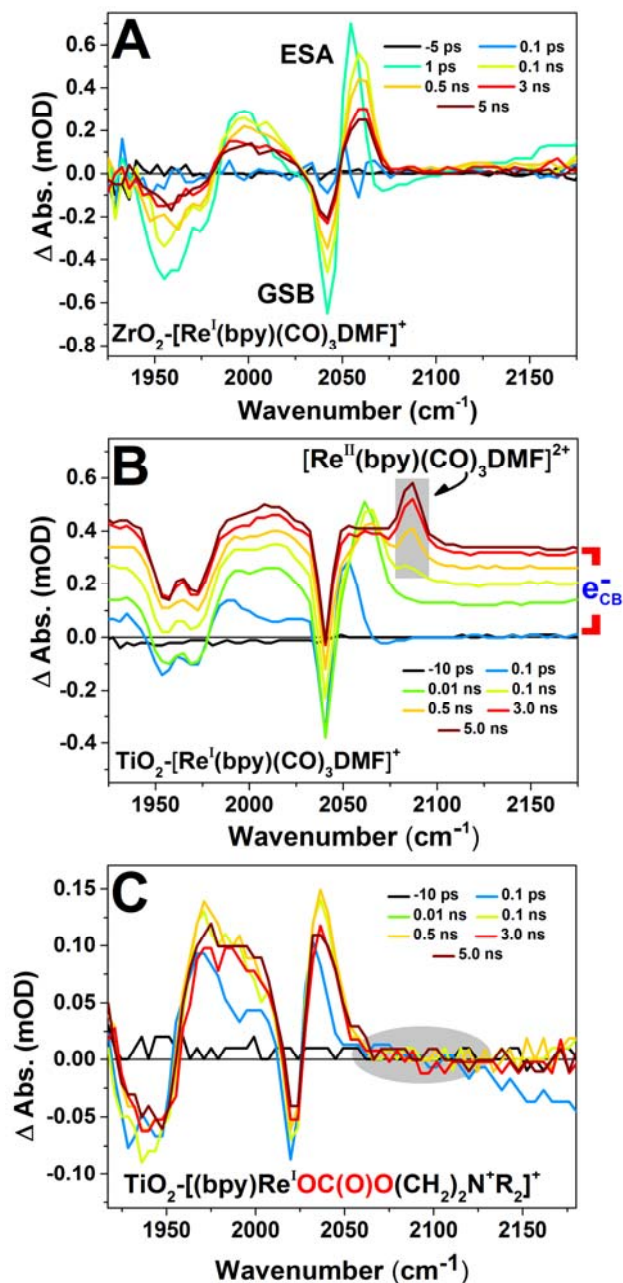 A
ESA
-5 ps 0.1 ps
1 ps 0.1 ns
0.5 ns 3 ns
5 ns
0.6
0.4
0.2
0.0
-0.2
-0.4
-0.6
-0.8
Δ Abs. (mOD)
GSB
ZrO₂-[Reᴵ(bpy)(CO)₃DMF]⁺
1950 2000 2050 2100 2150
Wavenumber (cm⁻¹)
B
[Reᴵᴵ(bpy)(CO)₃DMF]²⁺
0.6
0.4
0.2
0.0
-0.2
-0.4
Δ Abs. (mOD)
e⁻CB
-10 ps 0.1 ps
0.01 ns 0.1 ns
0.5 ns 3.0 ns
5.0 ns
TiO₂-[Reᴵ(bpy)(CO)₃DMF]⁺
1950 2000 2050 2100 2150
Wavenumber (cm⁻¹)
C
-10 ps 0.1 ps
0.01 ns 0.1 ns
0.5 ns 3.0 ns
5.0 ns
0.15
0.10
0.05
0.00
-0.05
-0.10
Δ Abs. (mOD)
TiO₂-[(bpy)ReᴵOC(O)O(CH₂)₂N⁺R₂]⁺
1950 2000 2050 2100 2150
Wavenumber (cm⁻¹)